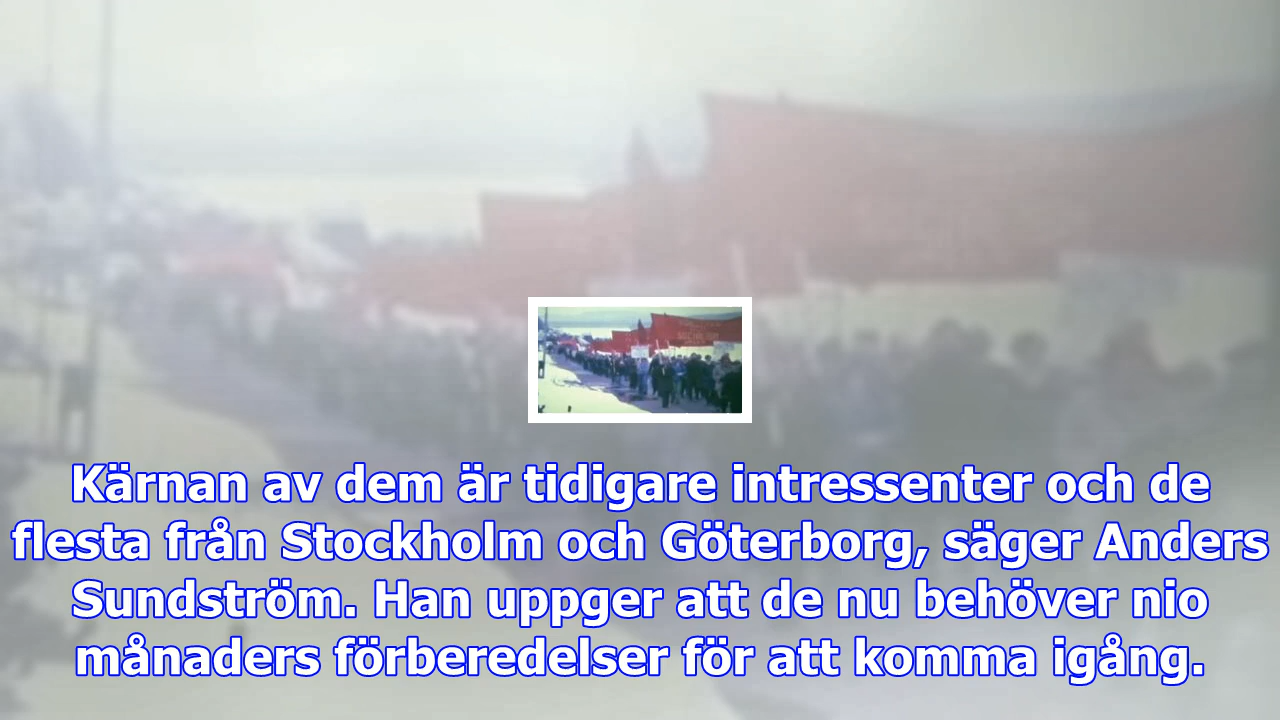 Kärnan av dem är tidigare intressenter och de
flesta från Stockholm och Göterborg, säger Anders
Sundström. Han uppger att de nu behöver nio
månaders förberedelser för att komma igång.